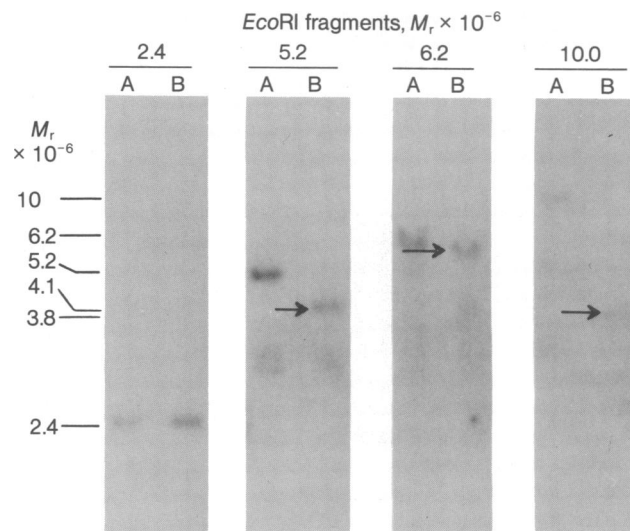 EcoRI fragments, Mr × 10⁻⁶
2.4 5.2 6.2 10.0
A B A B A B A B
Mr
× 10⁻⁶
10
6.2
5.2
4.1
3.8
2.4